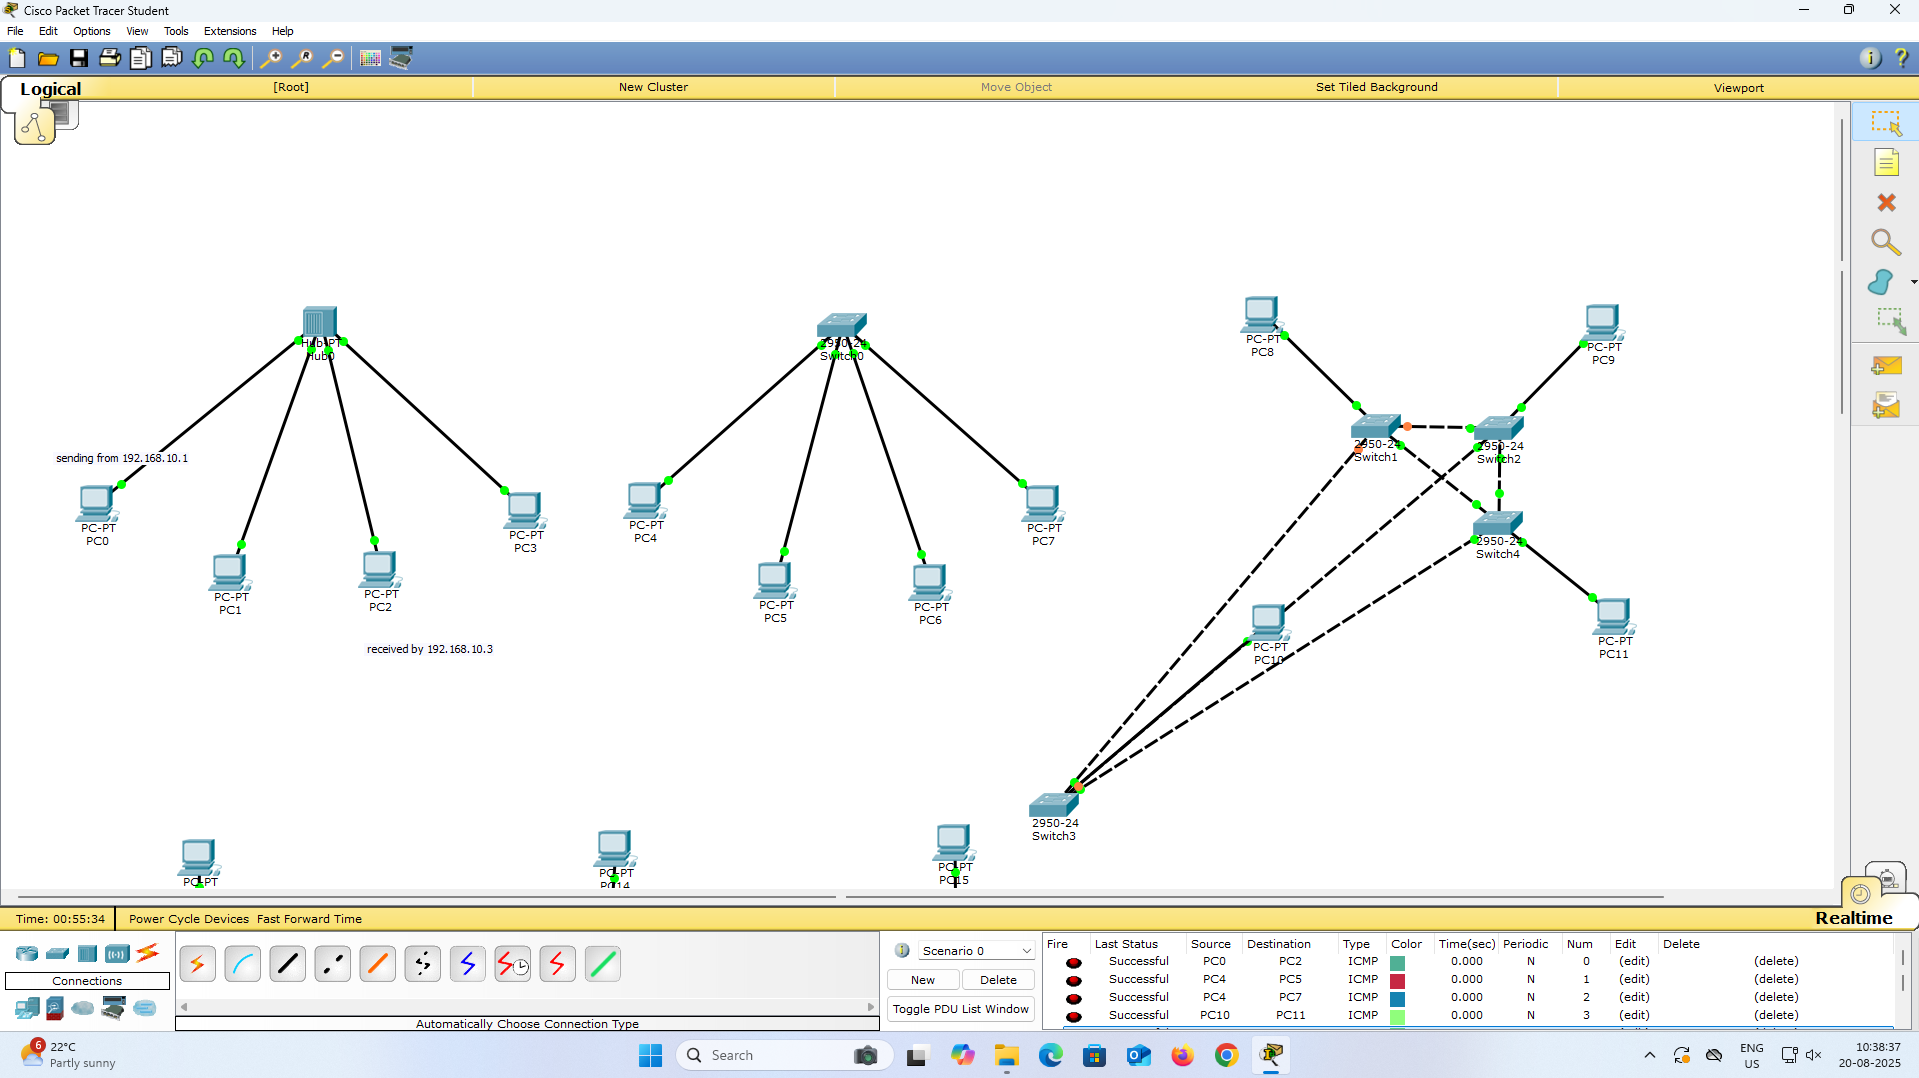 Cisco Packet Tracer Student
File Edit Options View Tools Extensions Help
Logical [Root] New Cluster Move Object Set Tiled Background Viewport
Hub-PT
Hub0
2950-24
Switch0
PC-PT
PC8
PC-PT
PC9
2950-24
Switch1
2950-24
Switch2
sending from 192.168.10.1
PC-PT
PC0
PC-PT
PC3
PC-PT
PC4
PC-PT
PC7
2950-24
Switch4
PC-PT
PC1
PC-PT
PC2
PC-PT
PC5
PC-PT
PC6
received by 192.168.10.3
PC-PT
PC10
PC-PT
PC11
2950-24
Switch3
PC-PT
PC-PT
PC14
PC-PT
PC15
Time: 00:55:34 Power Cycle Devices Fast Forward Time
Realtime
Connections
Automatically Choose Connection Type
Scenario 0
New Delete
Toggle PDU List Window
Fire Last Status Source Destination Type Color Time(sec) Periodic Num Edit Delete
Successful PC0 PC2 ICMP 0.000 N 0 (edit) (delete)
Successful PC4 PC5 ICMP 0.000 N 1 (edit) (delete)
Successful PC4 PC7 ICMP 0.000 N 2 (edit) (delete)
Successful PC10 PC11 ICMP 0.000 N 3 (edit) (delete)
6
22°C
Partly sunny
Search
ENG
US
10:38:37
20-08-2025